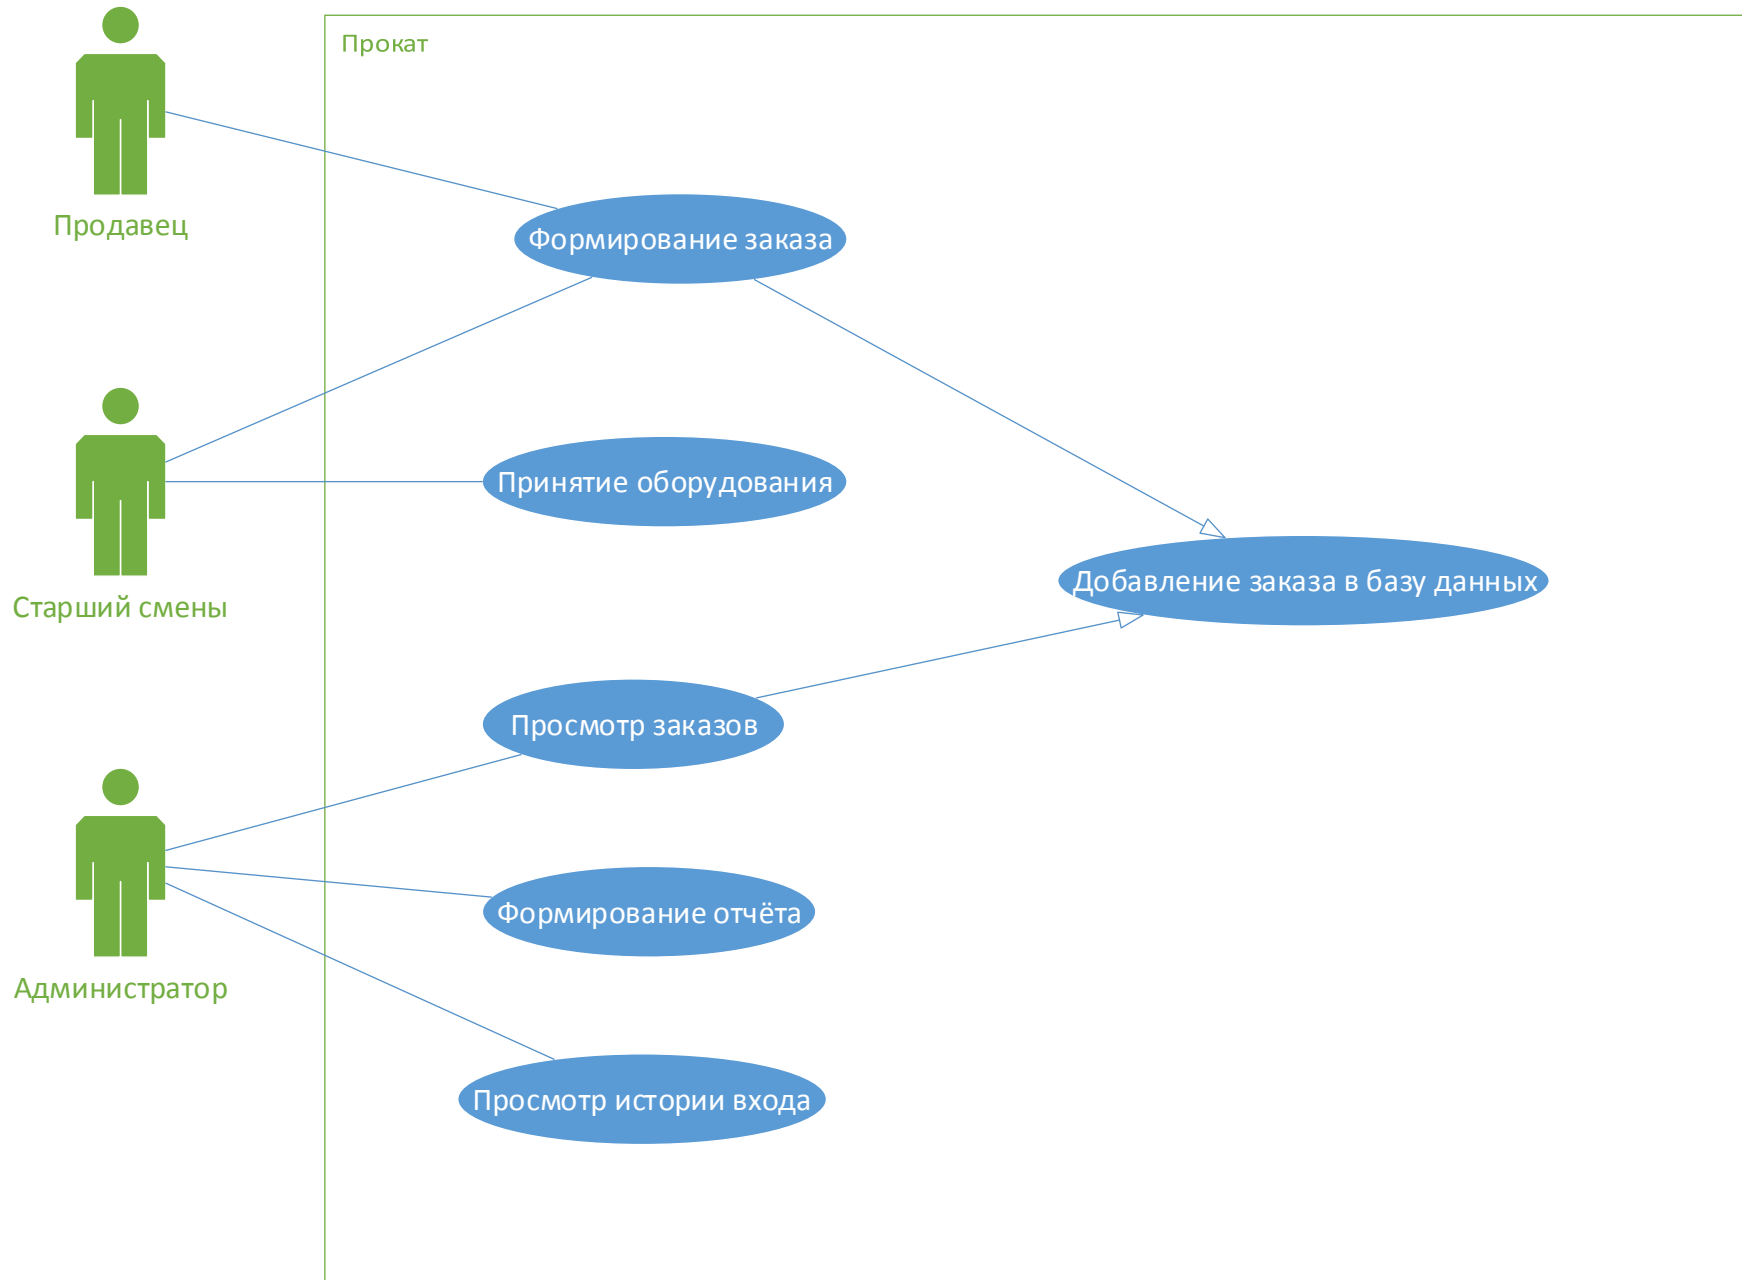 Прокат
Продавец
Формирование заказа
Принятие оборудования
Добавление заказа в базу данных
Старший смены
Просмотр заказов
Формирование отчёта
Администратор
Просмотр истории входа